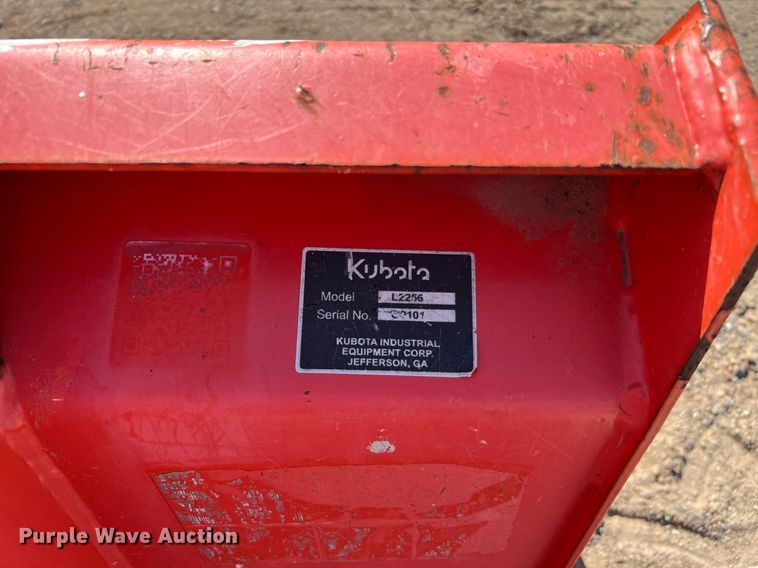 Kubota
Model L2256
Serial No.
KUBOTA INDUSTRIAL
EQUIPMENT CORP.
JEFFERSON, GA
Purple Wave Auction®